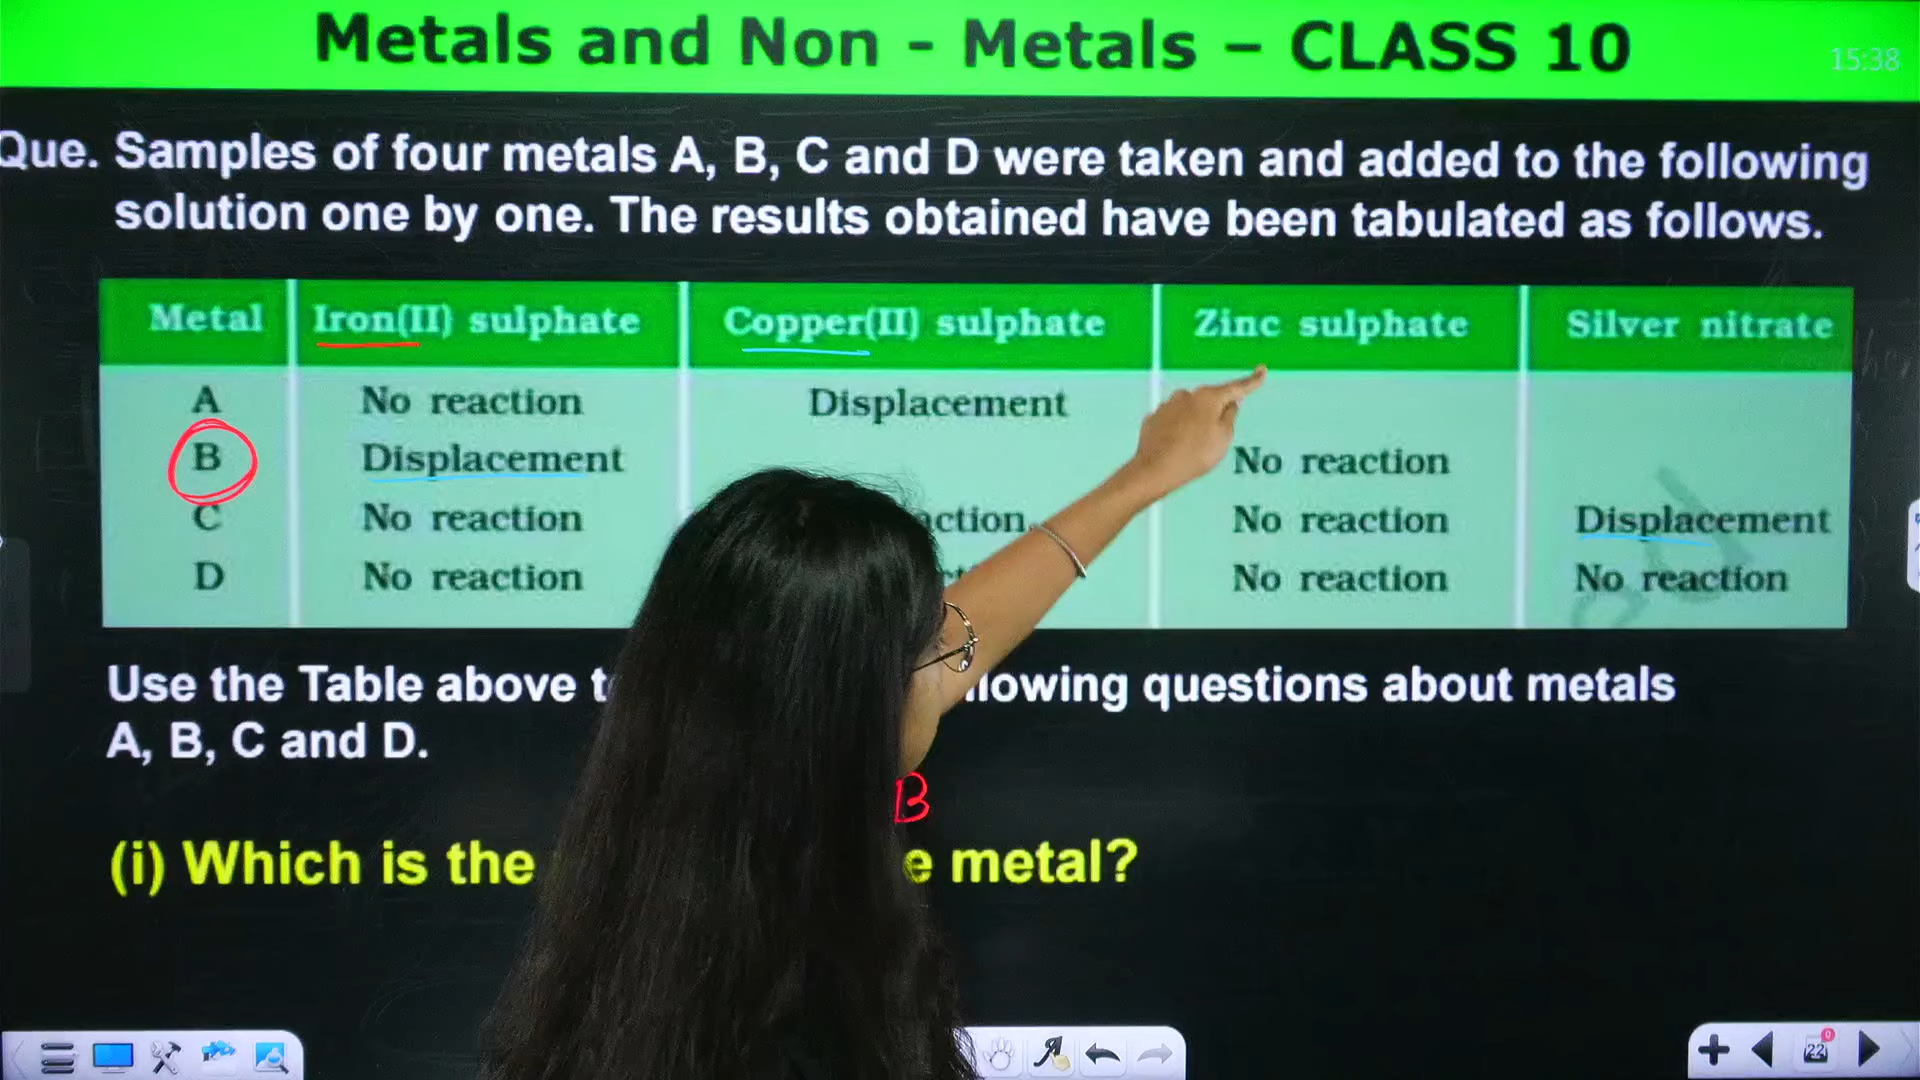 Metals and Non - Metals – CLASS 10
15:38
Que. Samples of four metals A, B, C and D were taken and added to the following
solution one by one. The results obtained have been tabulated as follows.
Metal Iron(II) sulphate Copper(II) sulphate Zinc sulphate Silver nitrate
A No reaction Displacement
B Displacement No reaction
C No reaction No reaction Displacement
D No reaction No reaction No reaction
Use the Table above questions about metals
A, B, C and D.
B
(i) Which is the metal?
22